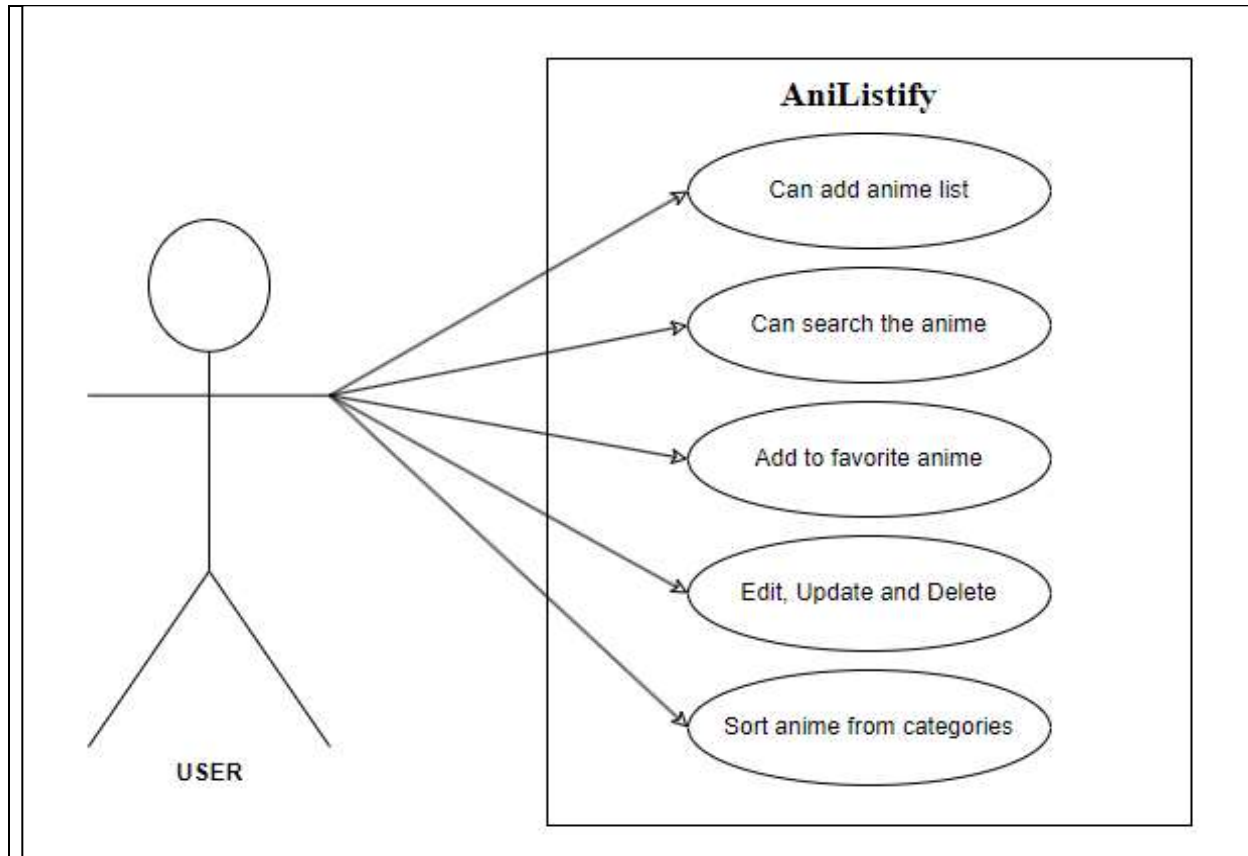 AniListify
Can add anime list
Can search the anime
Add to favorite anime
Edit, Update and Delete
Sort anime from categories
USER